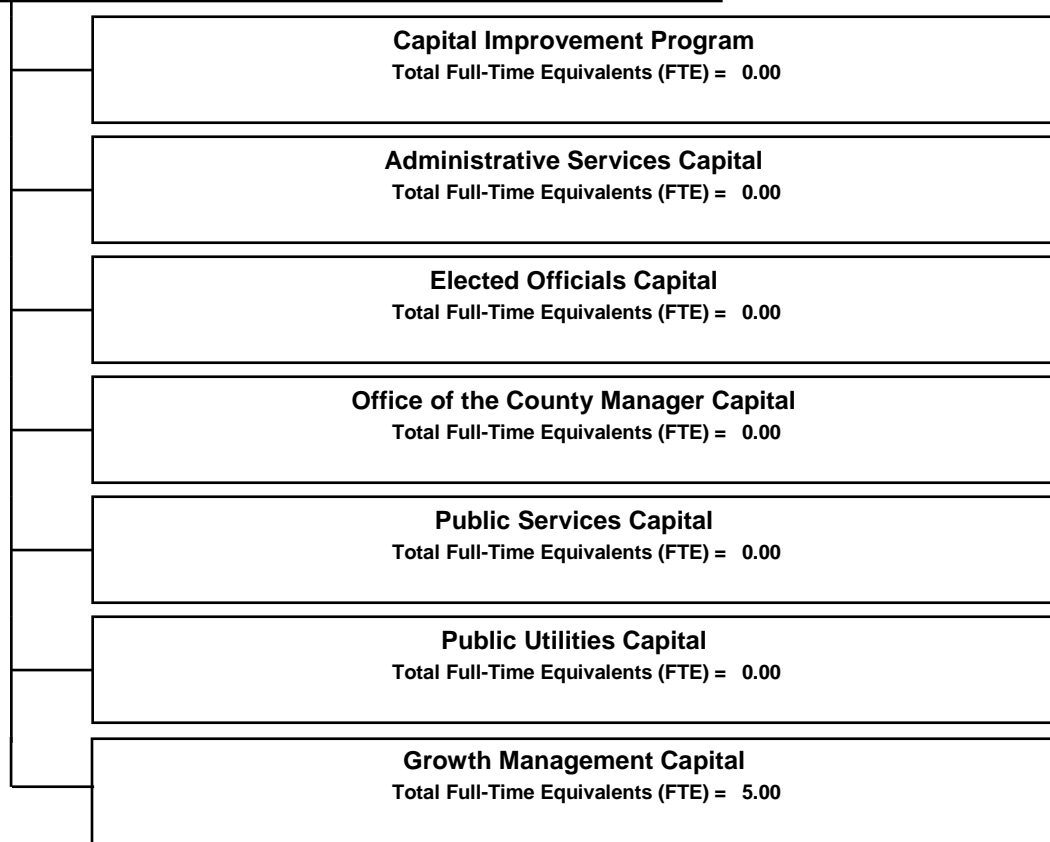 Capital Improvement Program
Total Full-Time Equivalents (FTE) = 0.00
Administrative Services Capital
Total Full-Time Equivalents (FTE) = 0.00
Elected Officials Capital
Total Full-Time Equivalents (FTE) = 0.00
Office of the County Manager Capital
Total Full-Time Equivalents (FTE) = 0.00
Public Services Capital
Total Full-Time Equivalents (FTE) = 0.00
Public Utilities Capital
Total Full-Time Equivalents (FTE) = 0.00
Growth Management Capital
Total Full-Time Equivalents (FTE) = 5.00